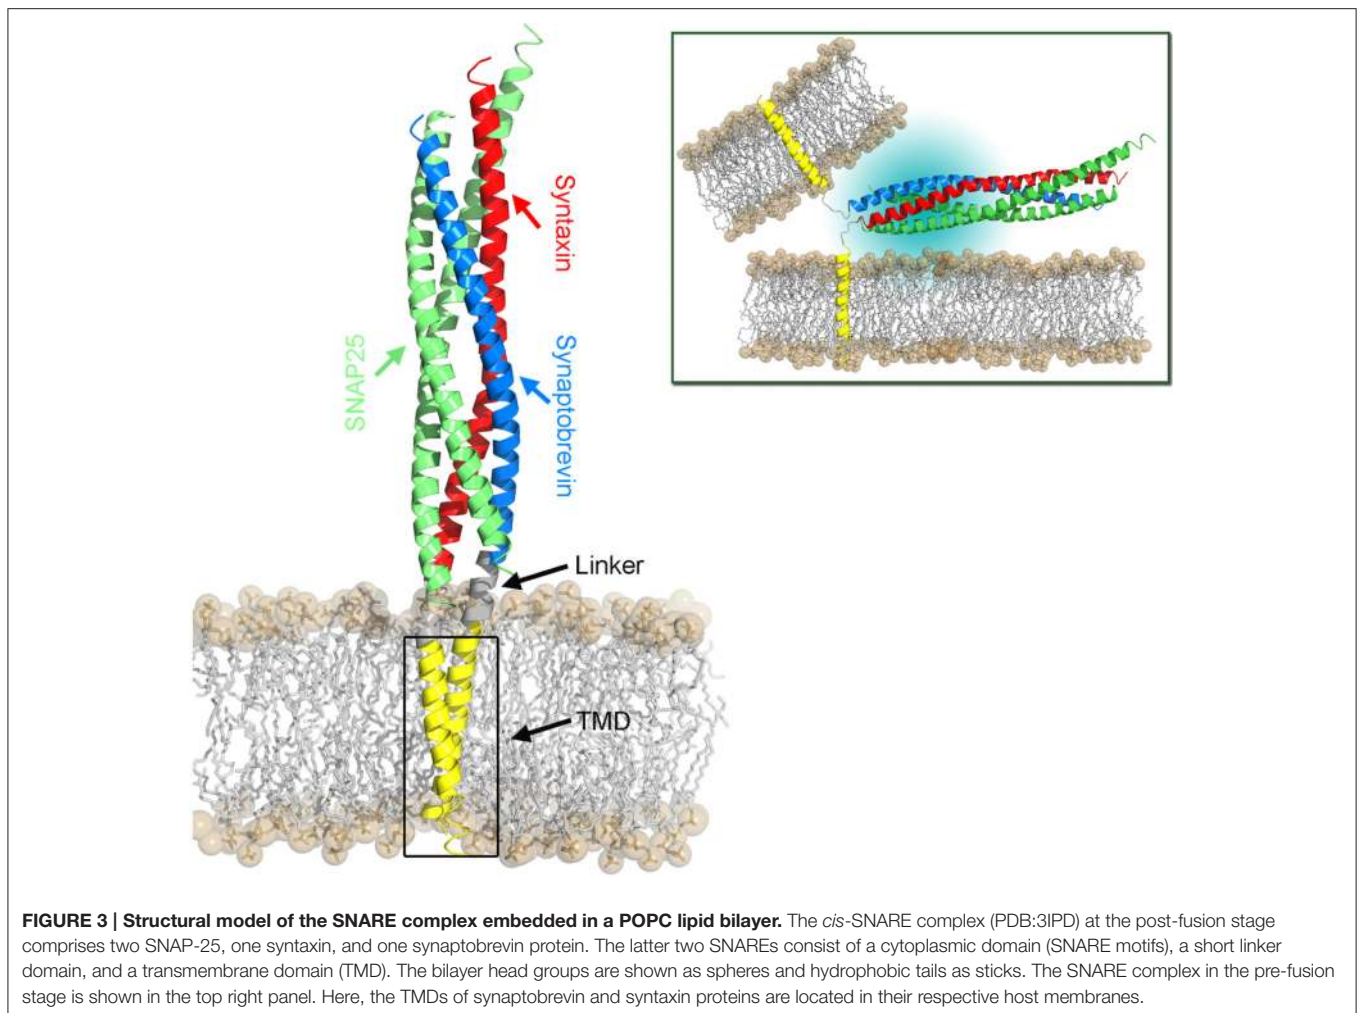 Syntaxin
SNAP25
Synaptobrevin
Linker
TMD
FIGURE 3 | Structural model of the SNARE complex embedded in a POPC lipid bilayer. The cis-SNARE complex (PDB:3IPD) at the post-fusion stage
comprises two SNAP-25, one syntaxin, and one synaptobrevin protein. The latter two SNAREs consist of a cytoplasmic domain (SNARE motifs), a short linker
domain, and a transmembrane domain (TMD). The bilayer head groups are shown as spheres and hydrophobic tails as sticks. The SNARE complex in the pre-fusion
stage is shown in the top right panel. Here, the TMDs of synaptobrevin and syntaxin proteins are located in their respective host membranes.